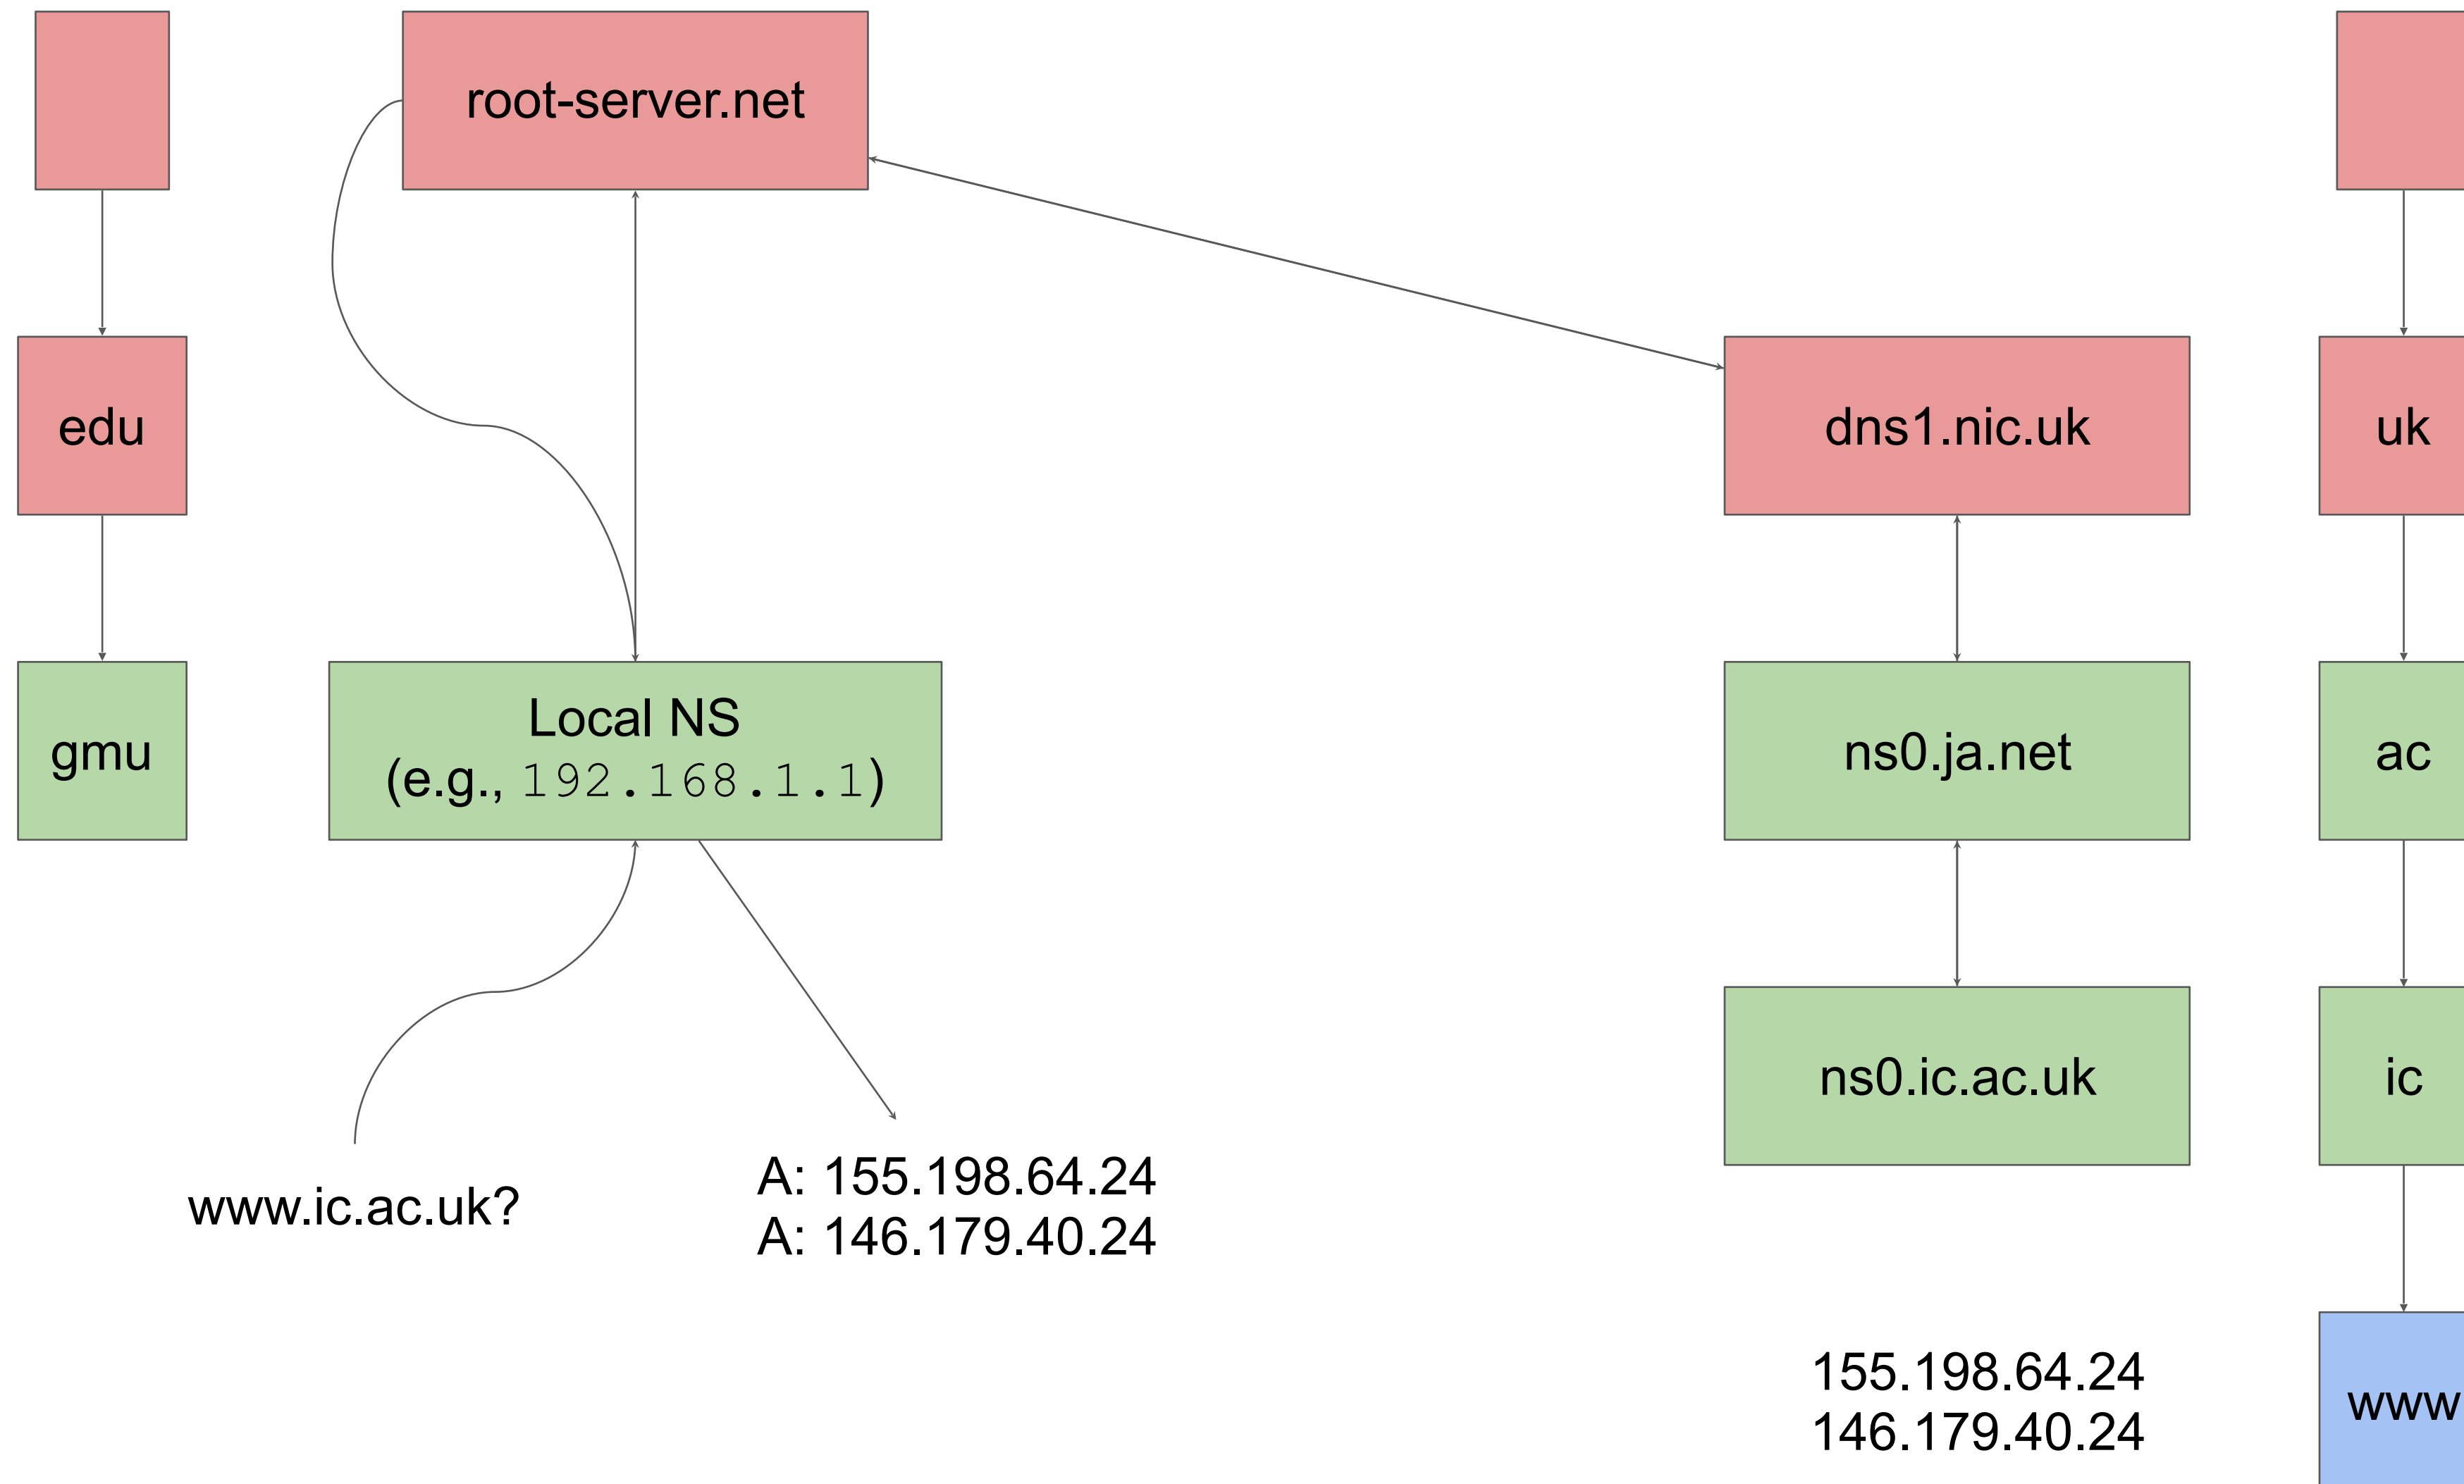 root-server.net
edu
dns1.nic.uk
uk
gmu
Local NS
(e.g., 192.168.1.1)
ns0.ja.net
ac
ns0.ic.ac.uk
ic
www.ic.ac.uk?
A: 155.198.64.24
A: 146.179.40.24
155.198.64.24
146.179.40.24
www